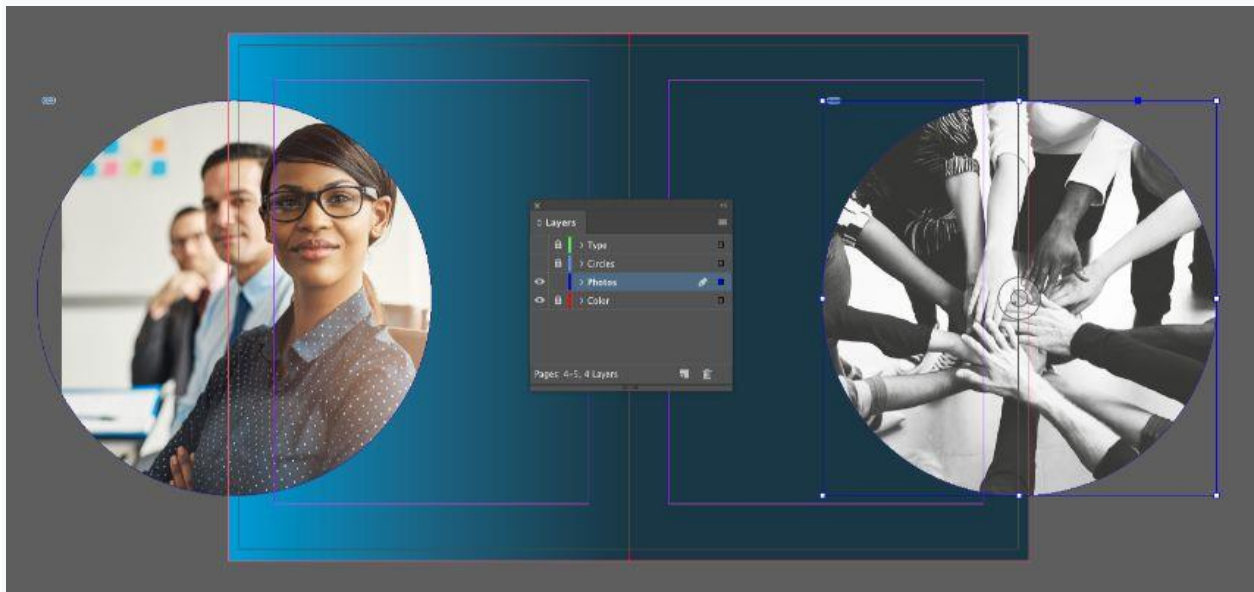 Layers
Type
Circles
Photos
Color
Pages: 4-5, 4 Layers